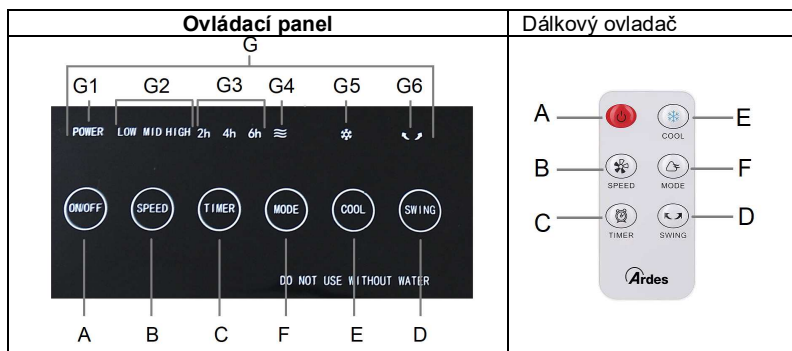 Ovládací panel
Dálkový ovladač
G
G1 G2 G3 G4 G5 G6
POWER LOW MID HIGH 2h 4h 6h
ON/OFF SPEED TIMER MODE COOL SWING
DO NOT USE WITHOUT WATER
A B C F E D
A E
COOL
B F
SPEED MODE
C D
TIMER SWING
Ardes